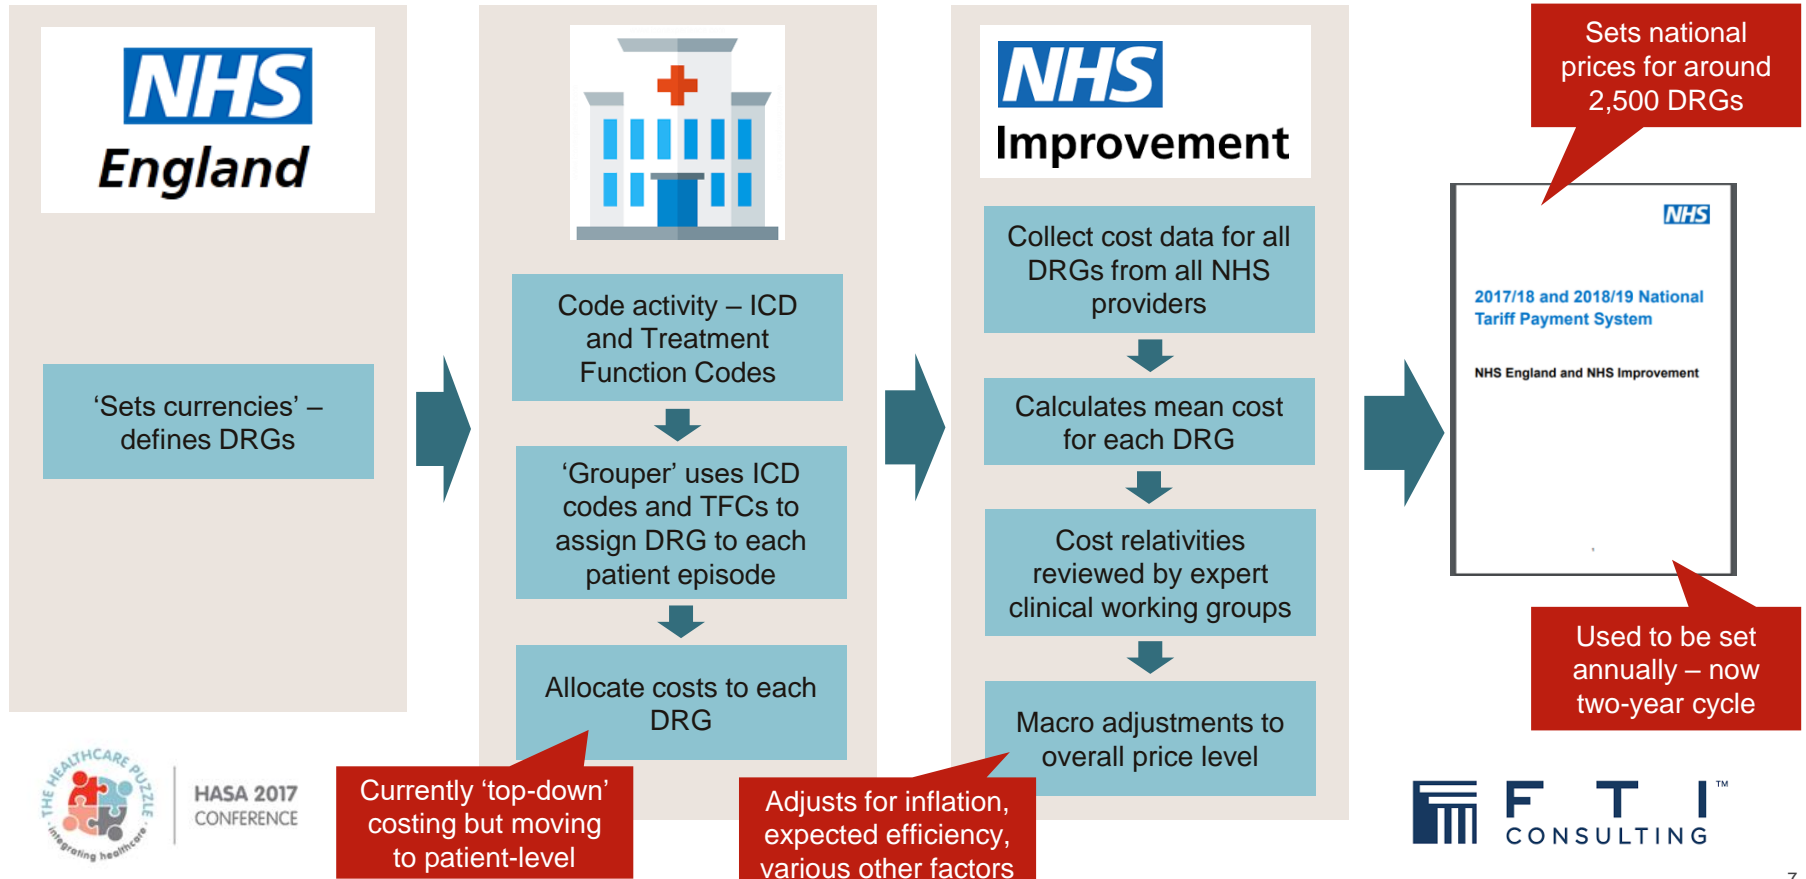 NHS
England
'Sets currencies' –
defines DRGs
Code activity – ICD
and Treatment
Function Codes
'Grouper' uses ICD
codes and TFCs to
assign DRG to each
patient episode
Allocate costs to each
DRG
Currently 'top-down'
costing but moving
to patient-level
NHS
Improvement
Collect cost data for all
DRGs from all NHS
providers
Calculates mean cost
for each DRG
Cost relativities
reviewed by expert
clinical working groups
Macro adjustments to
overall price level
Adjusts for inflation,
expected efficiency,
various other factors
Sets national
prices for around
2,500 DRGs
NHS
2017/18 and 2018/19 National
Tariff Payment System
NHS England and NHS Improvement
Used to be set
annually – now
two-year cycle
THE HEALTHCARE PUZZLE
Integrating healthcare
HASA 2017
CONFERENCE
FTI™
CONSULTING
7